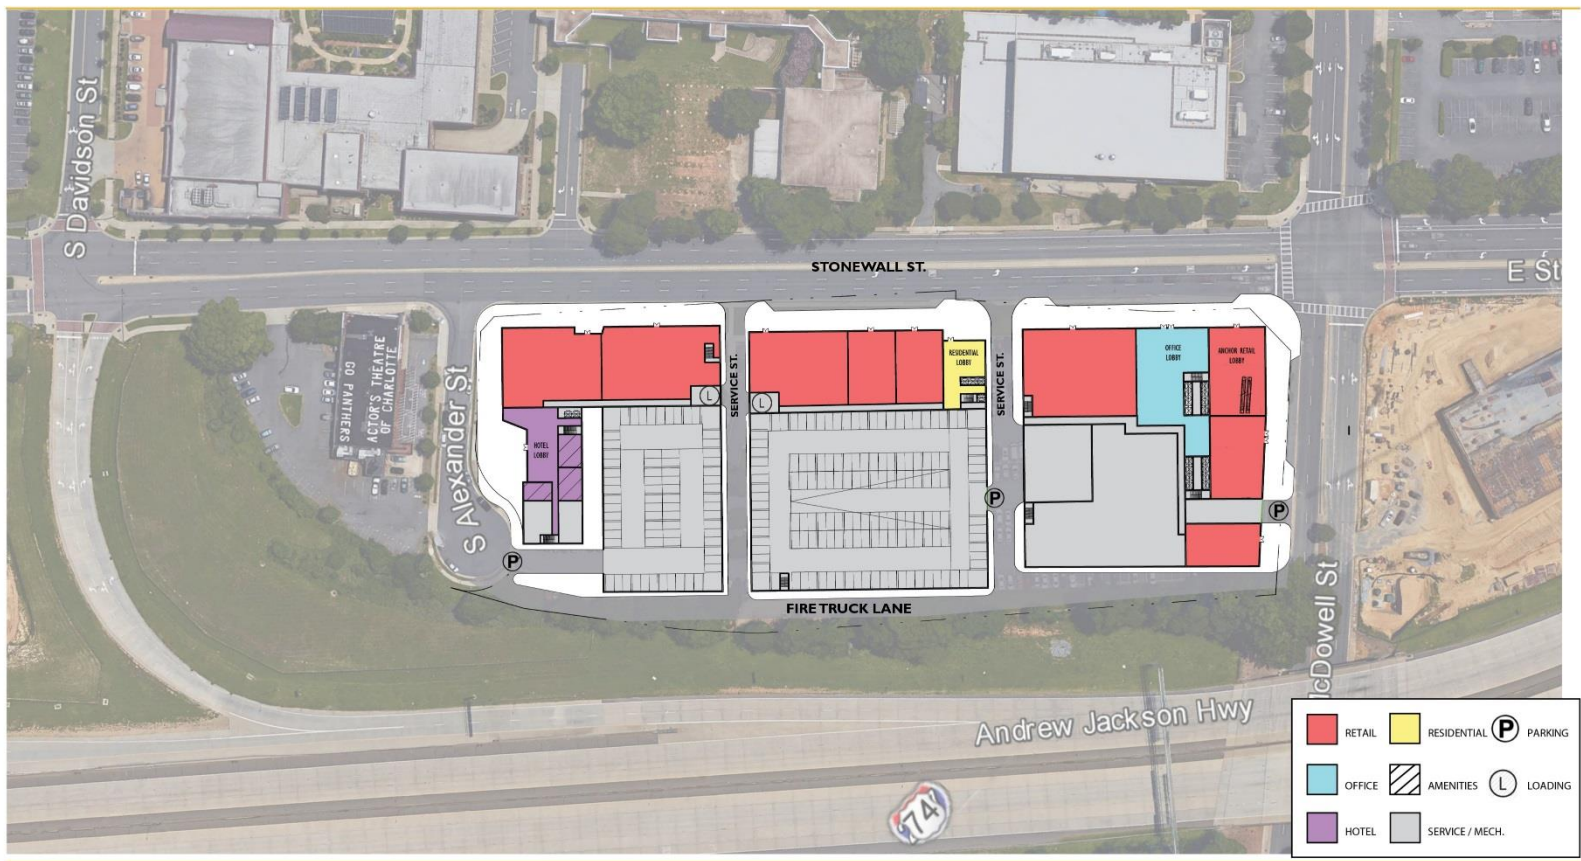 S Davidson St
STONEWALL ST.
E St
ACTOR'S THEATRE
OF CHARLOTTE
GO PANTHERS
S Alexander St
SERVICE ST.
SERVICE ST.
RESIDENTIAL
LOBBY
OFFICE
LOBBY
ANCHOR RETAIL
LOBBY
L
L
HOTEL
LOBBY
P
P
P
FIRE TRUCK LANE
McDowell St
Andrew Jackson Hwy
74
RETAIL
RESIDENTIAL
P
PARKING
OFFICE
AMENITIES
L
LOADING
HOTEL
SERVICE / MECH.